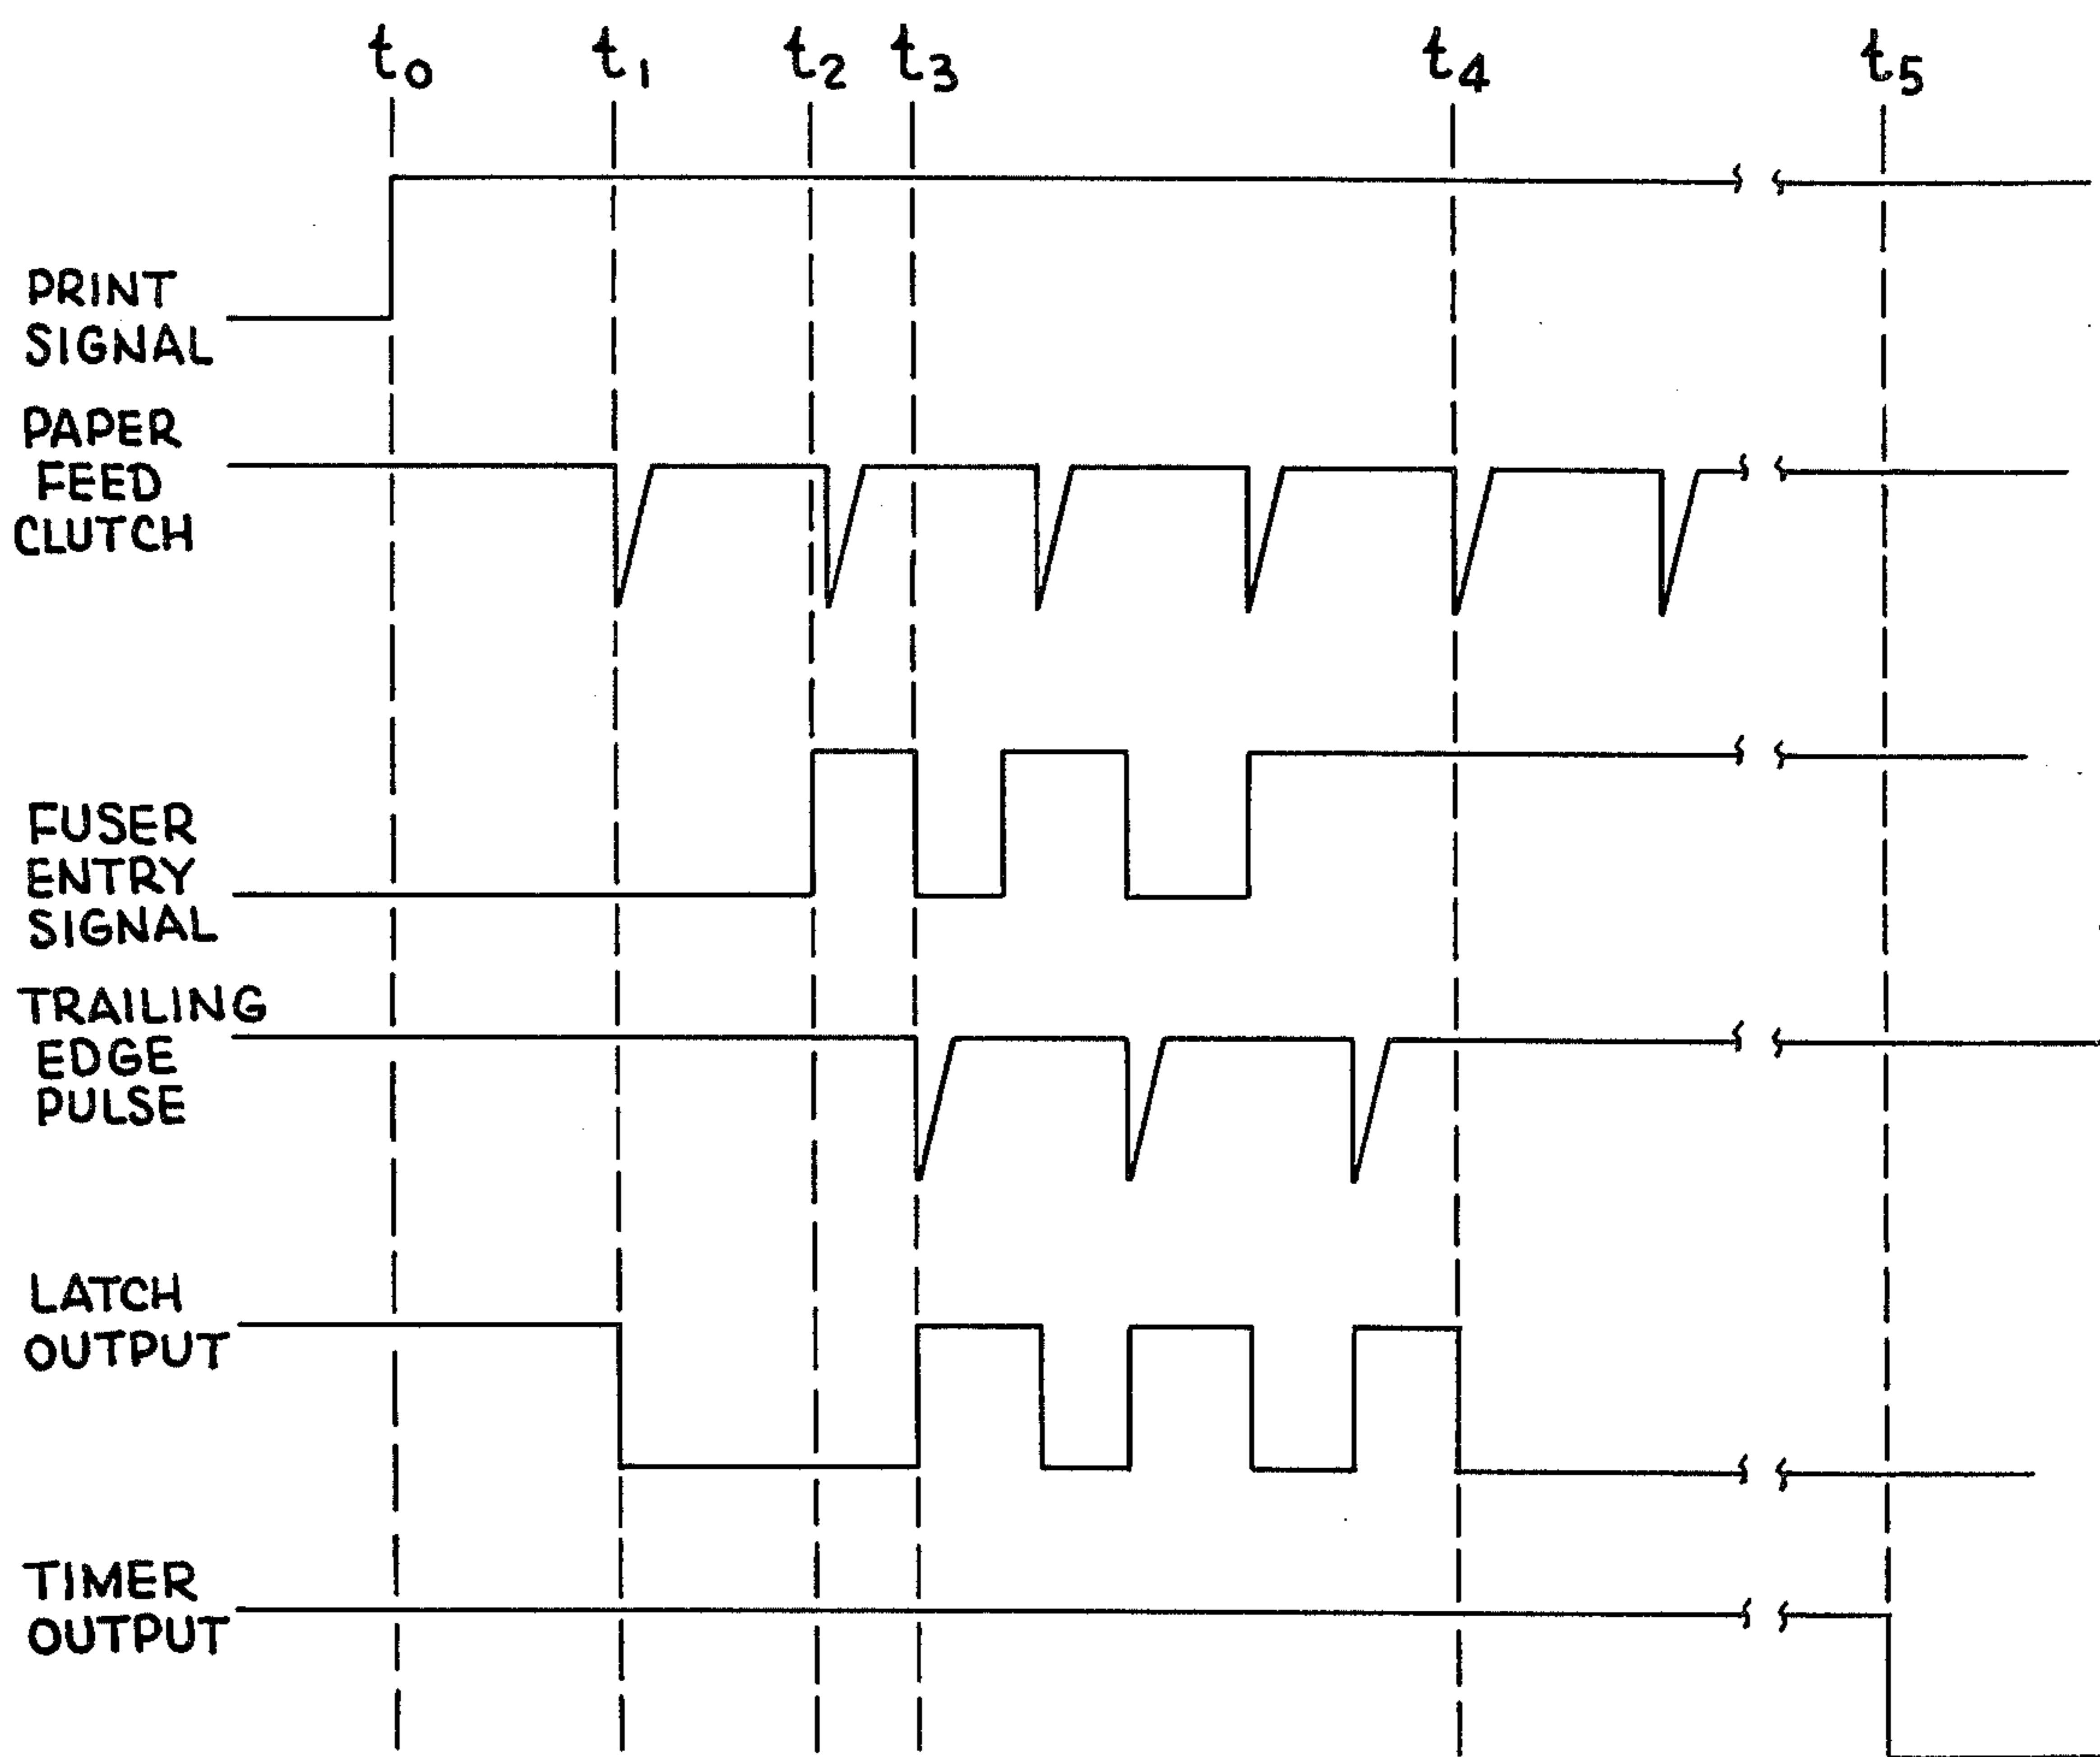 t0 t1 t2 t3 t4 t5
PRINT
SIGNAL
PAPER
FEED
CLUTCH
FUSER
ENTRY
SIGNAL
TRAILING
EDGE
PULSE
LATCH
OUTPUT
TIMER
OUTPUT